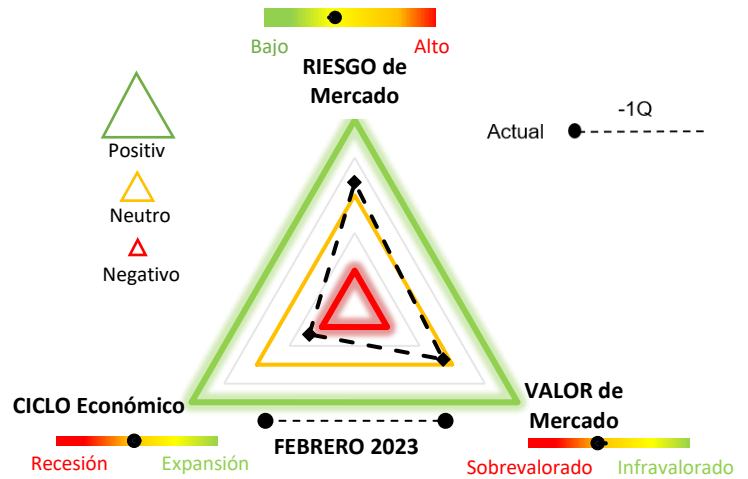 Bajo
Alto
RIESGO de
Mercado
-1Q
Actual
Positiv
Neutro
Negativo
CICLO Económico
VALOR de
Mercado
FEBRERO 2023
Recesión
Expansión
Sobrevalorado
Infravalorado